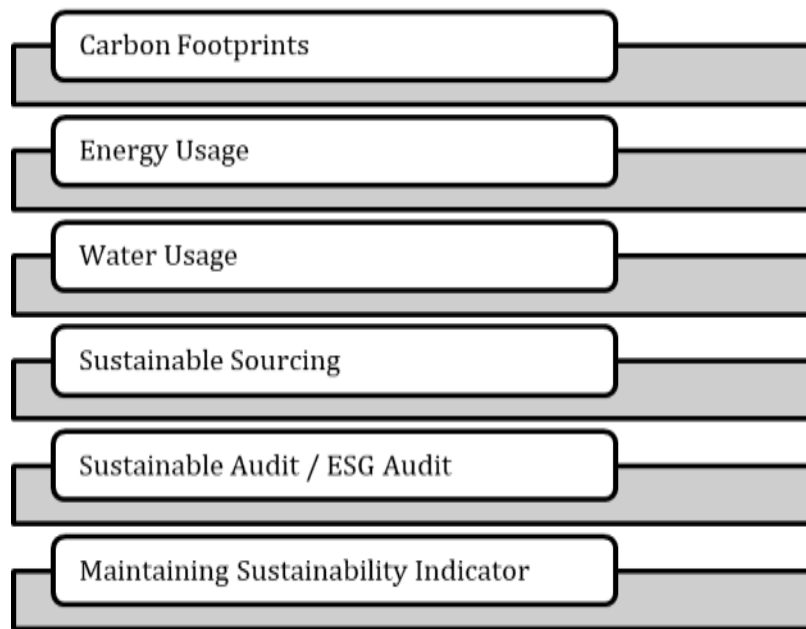 Carbon Footprints
Energy Usage
Water Usage
Sustainable Sourcing
Sustainable Audit / ESG Audit
Maintaining Sustainability Indicator